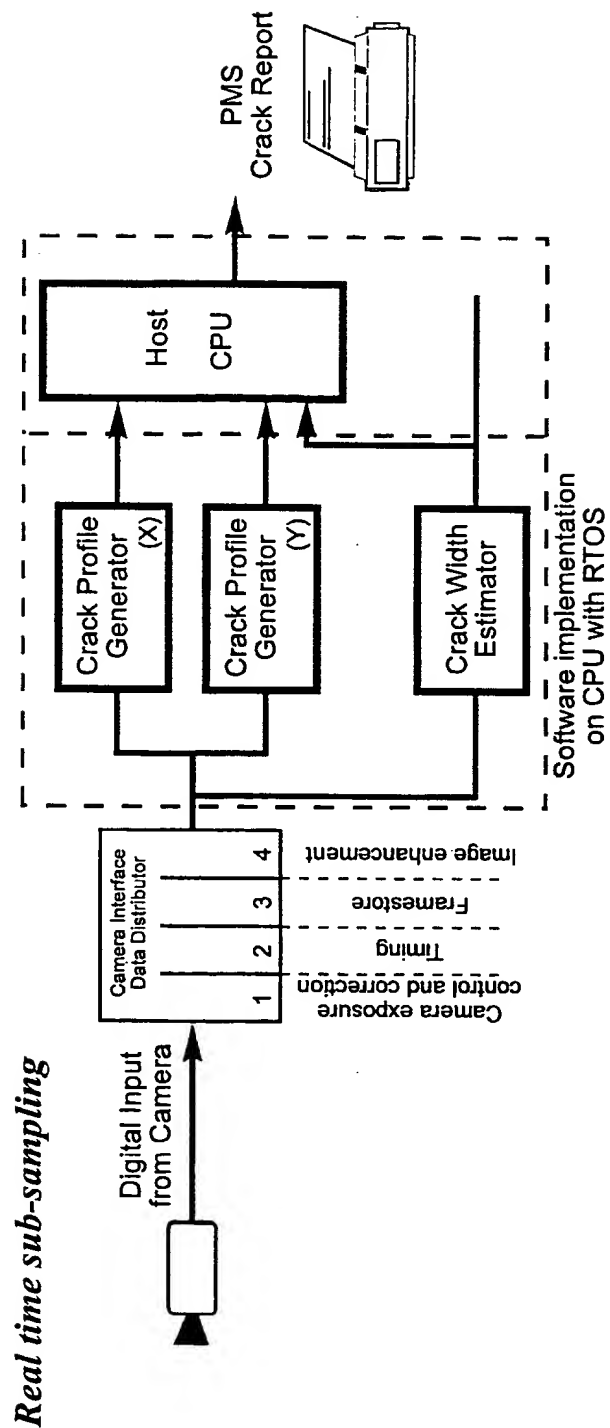 Real time sub-sampling
Digital Input
from Camera
Camera Interface
Data Distributor
1
2
3
4
Camera exposure
control and correction
Timing
Framestore
Image enhancement
Crack Profile
Generator
(X)
Crack Profile
Generator
(Y)
Crack Width
Estimator
Software implementation
on CPU with RTOS
Host
CPU
PMS
Crack Report